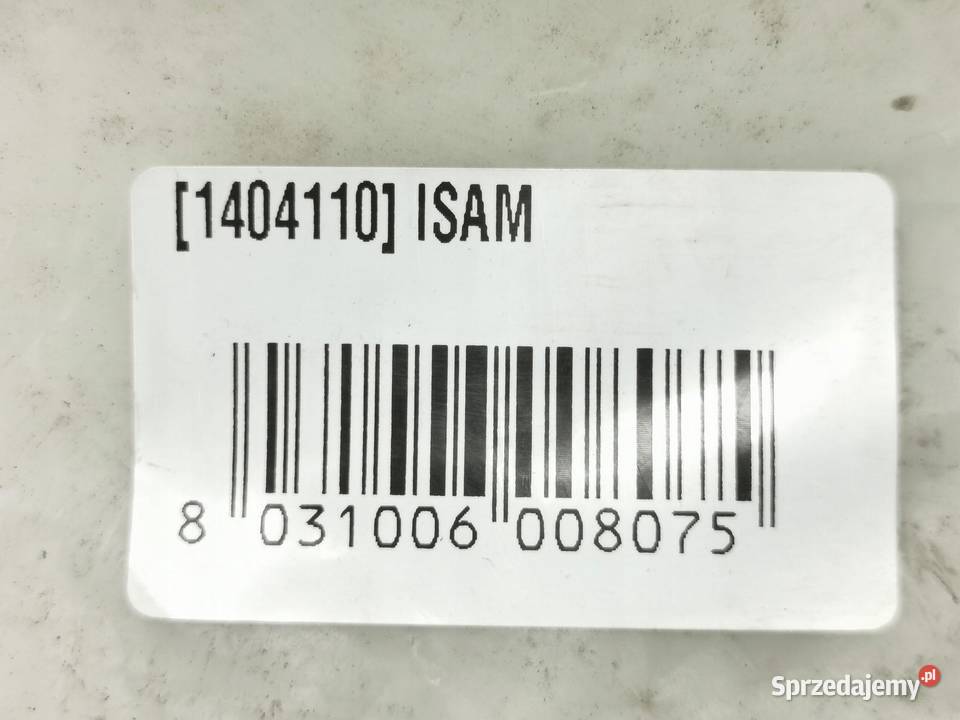 [1404110] ISAM
8 031006 008075
Sprzedajemy.pl